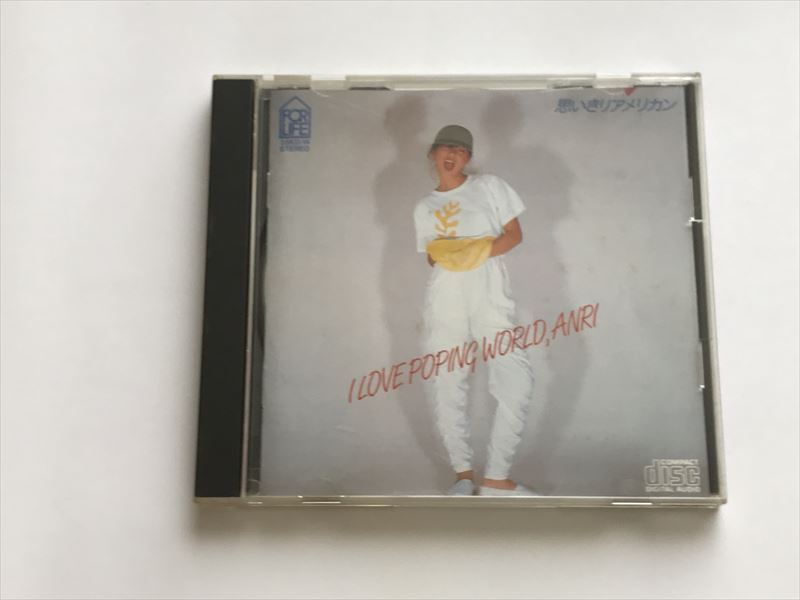 FOR
LIFE
STEREO
思いきりアメリカン
I LOVE POPING WORLD, ANRI
COMPACT
disc
DIGITAL AUDIO